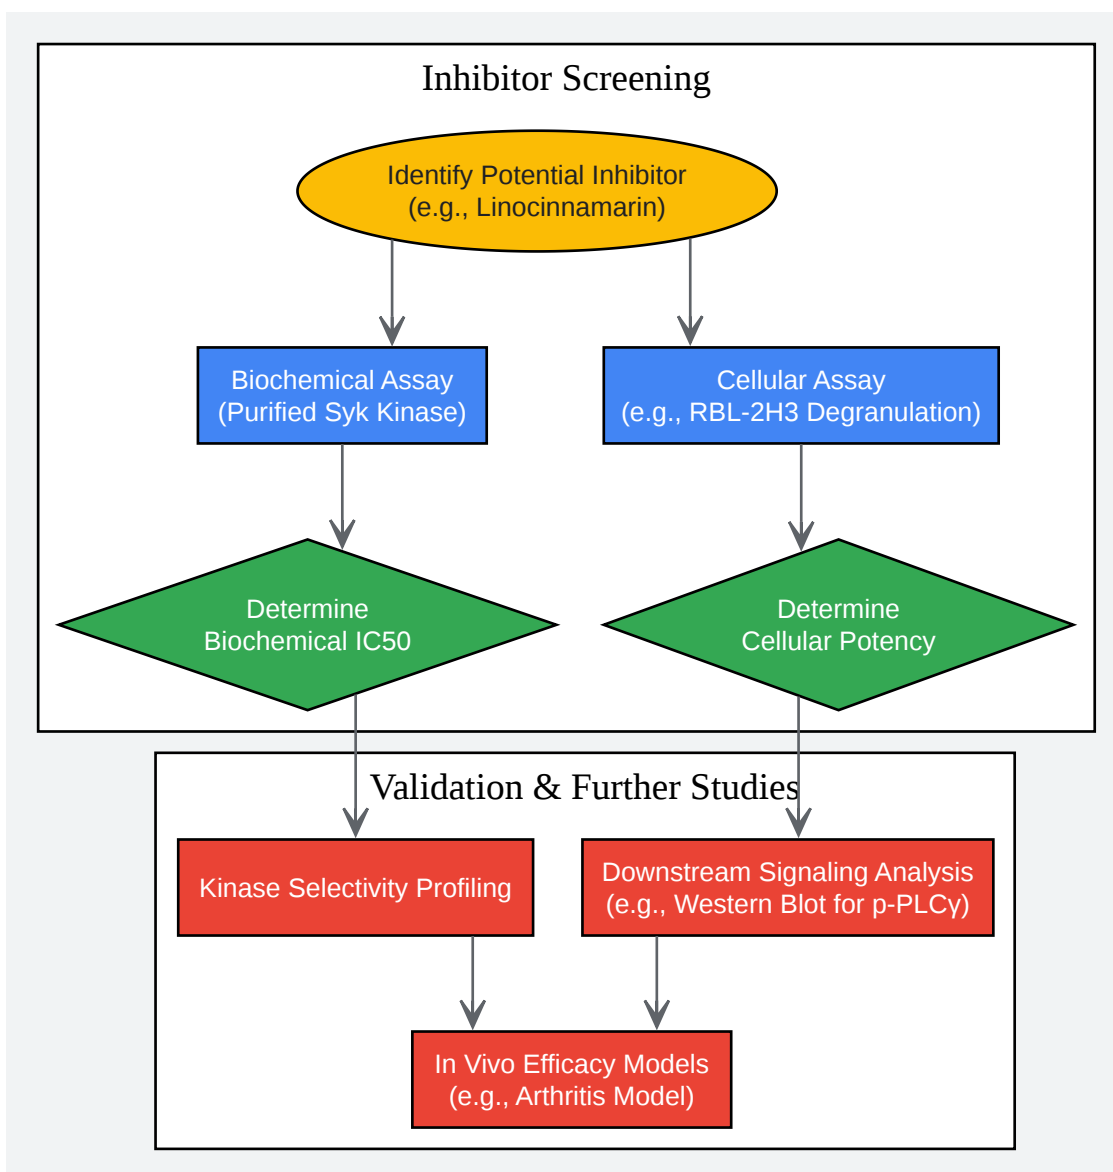 Inhibitor Screening
Identify Potential Inhibitor
(e.g., Linocinnamarin)
Biochemical Assay
(Purified Syk Kinase)
Cellular Assay
(e.g., RBL-2H3 Degranulation)
Determine
Biochemical IC50
Determine
Cellular Potency
Validation & Further Studies
Kinase Selectivity Profiling
Downstream Signaling Analysis
(e.g., Western Blot for p-PLCγ)
In Vivo Efficacy Models
(e.g., Arthritis Model)